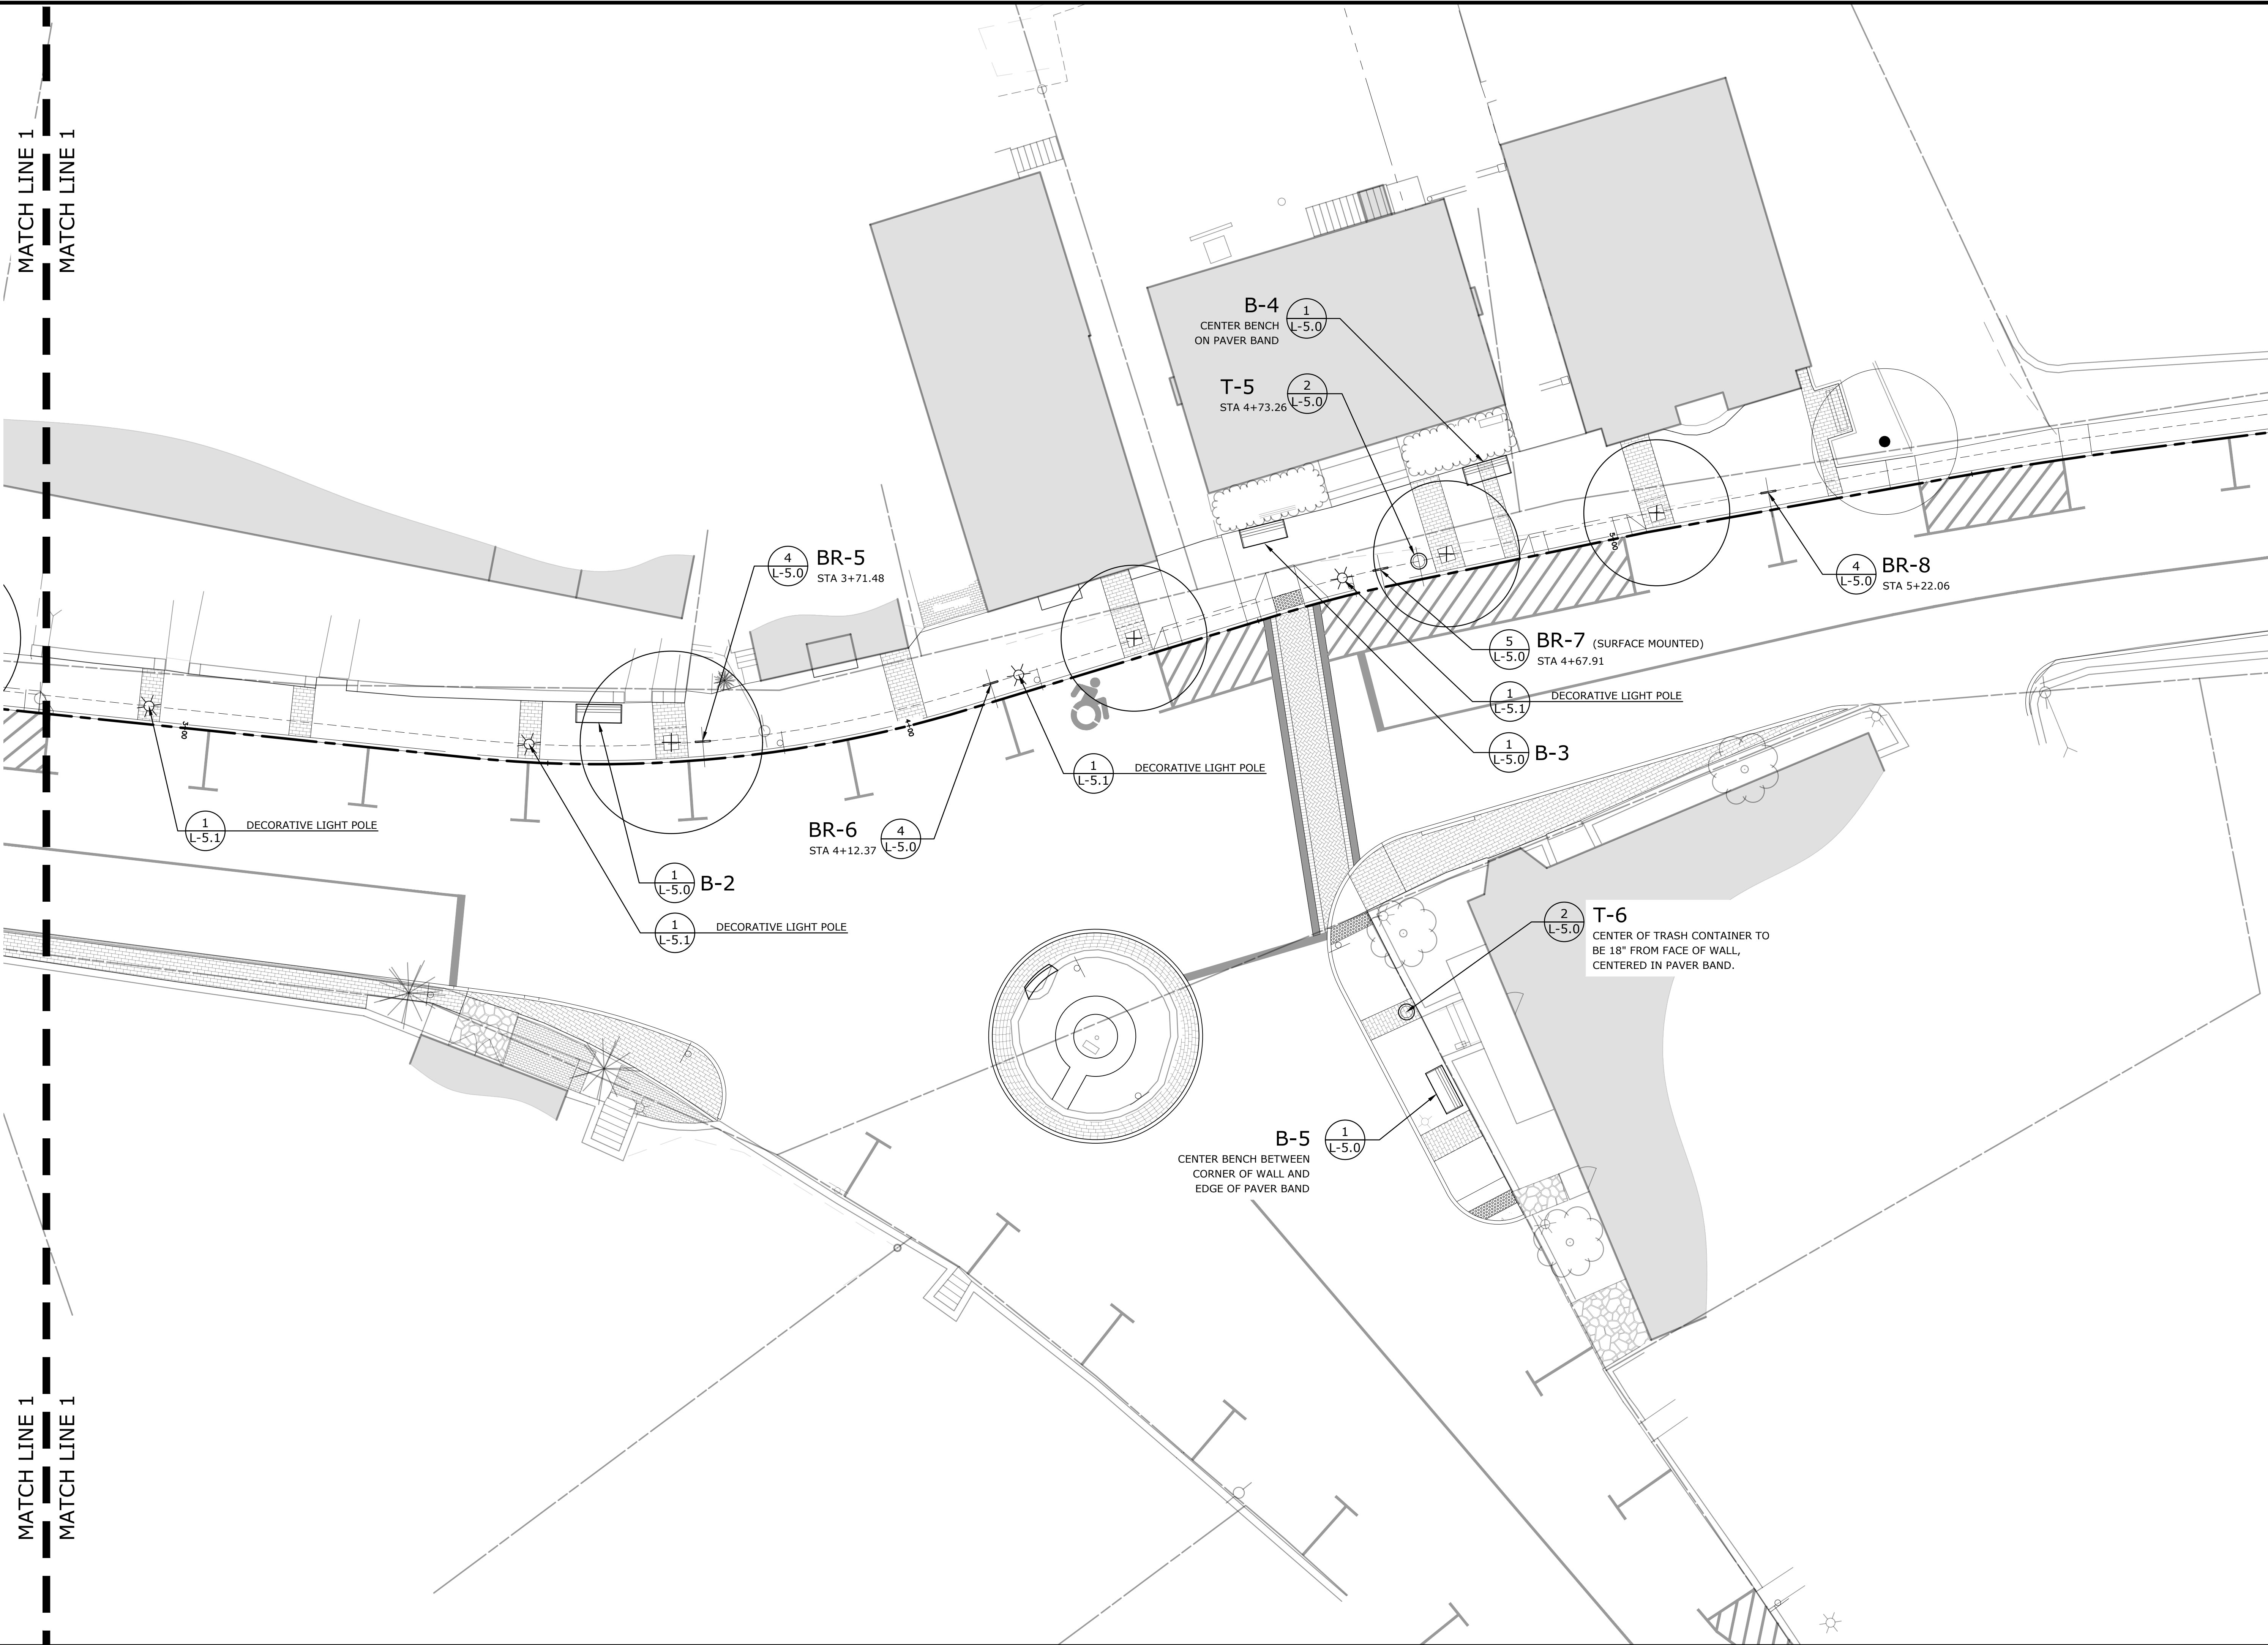 MATCH LINE 1
MATCH LINE 1
B-4
1
L-5.0
CENTER BENCH
ON PAVER BAND
T-5
2
L-5.0
STA 4+73.26
4
L-5.0
BR-5
STA 3+71.48
5+00
4
L-5.0
BR-8
STA 5+22.06
5
L-5.0
BR-7 (SURFACE MOUNTED)
STA 4+67.91
1
L-5.1
DECORATIVE LIGHT POLE
3+00
4+00
1
L-5.0
B-3
1
L-5.1
DECORATIVE LIGHT POLE
1
L-5.1
DECORATIVE LIGHT POLE
BR-6
4
L-5.0
STA 4+12.37
1
L-5.0
B-2
1
L-5.1
DECORATIVE LIGHT POLE
2
L-5.0
T-6
CENTER OF TRASH CONTAINER TO
BE 18" FROM FACE OF WALL,
CENTERED IN PAVER BAND.
B-5
1
L-5.0
CENTER BENCH BETWEEN
CORNER OF WALL AND
EDGE OF PAVER BAND
MATCH LINE 1
MATCH LINE 1